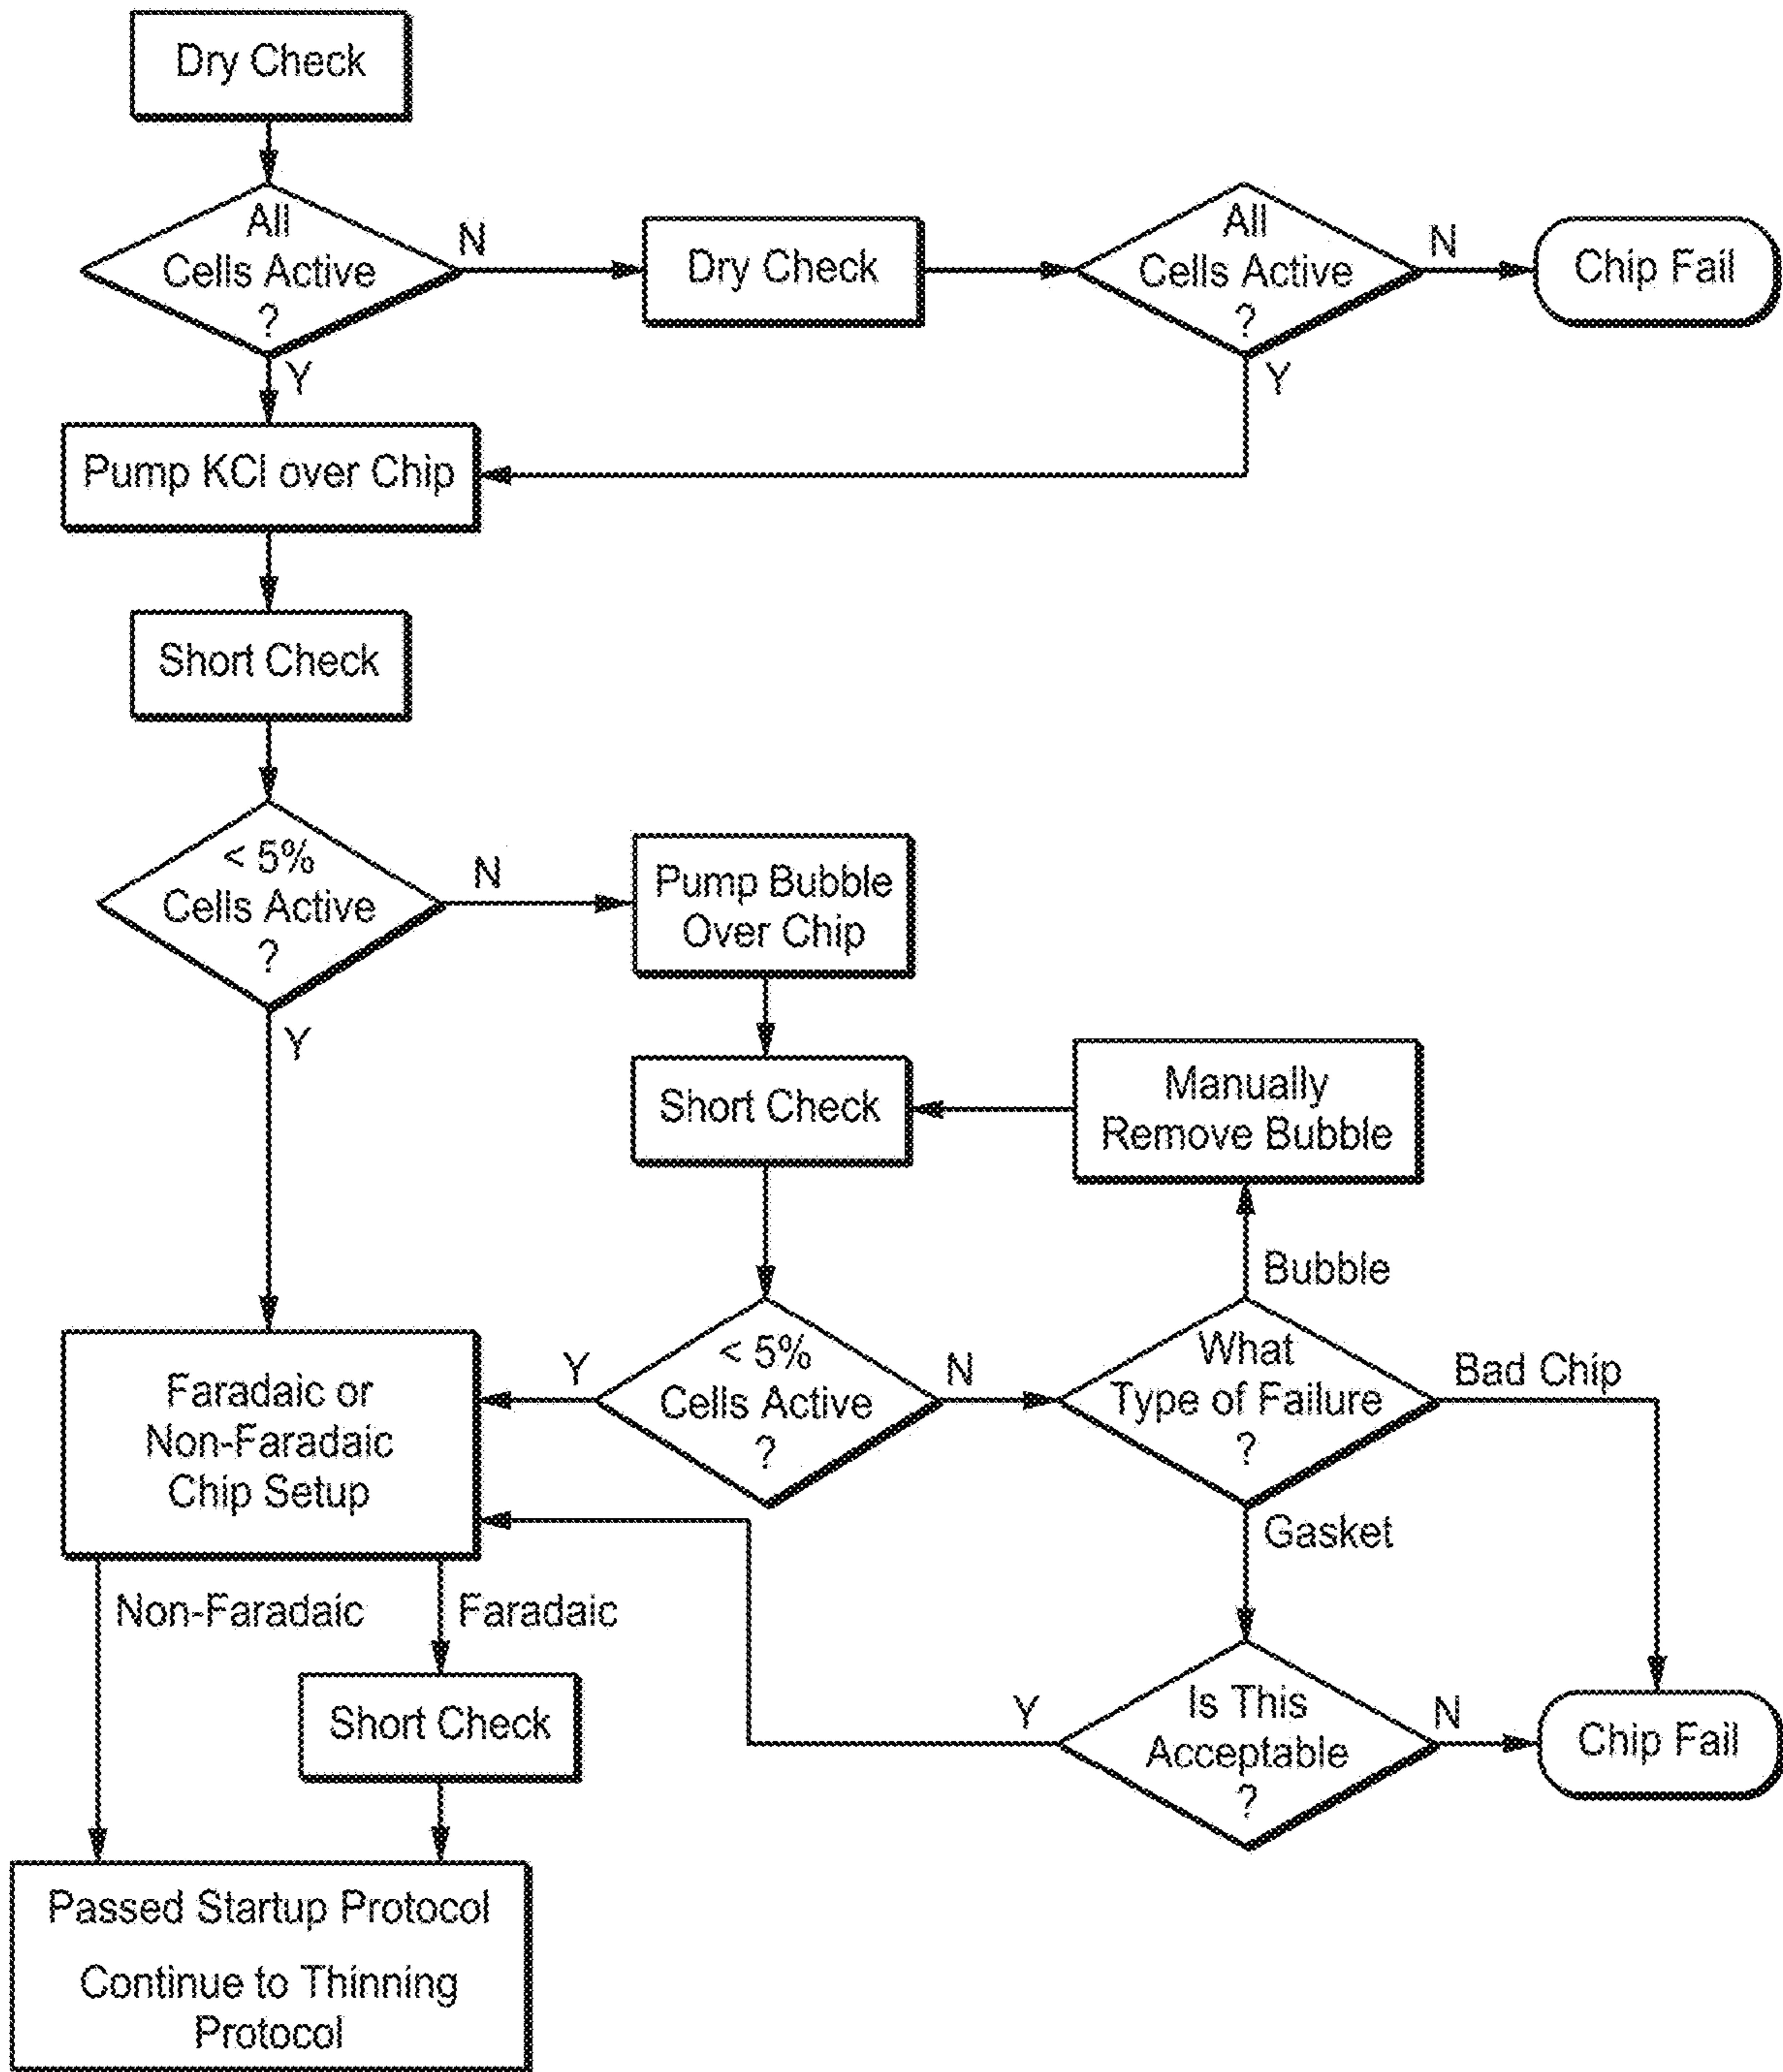 Dry Check
All
Cells Active
?
N
Dry Check
All
Cells Active
?
N
Chip Fail
Y
Y
Pump KCl over Chip
Short Check
< 5%
Cells Active
?
N
Pump Bubble
Over Chip
Y
Short Check
Manually
Remove Bubble
Bubble
Faradaic or
Non-Faradaic
Chip Setup
Y
< 5%
Cells Active
?
N
What
Type of Failure
?
Bad Chip
Gasket
Non-Faradaic
Faradaic
Short Check
Y
Is This
Acceptable
?
N
Chip Fail
Passed Startup Protocol
Continue to Thinning
Protocol